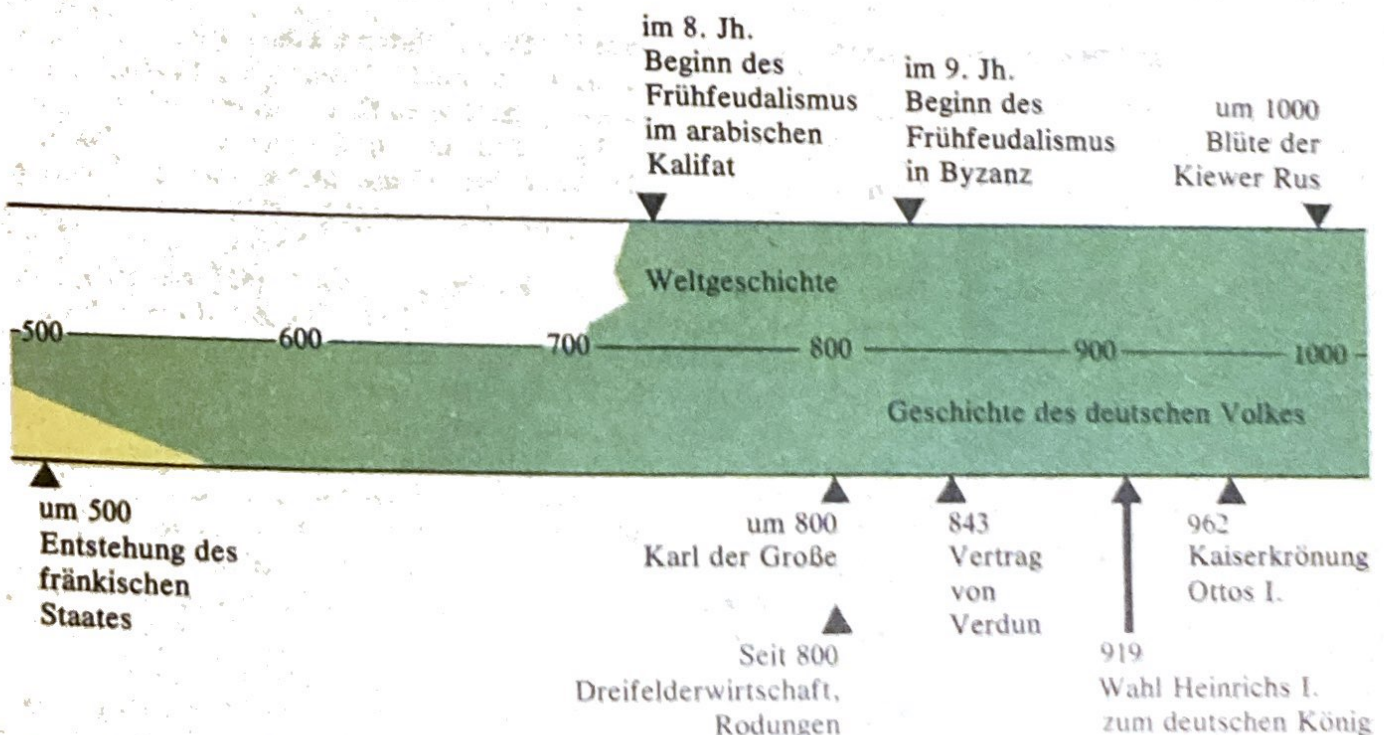 im 8. Jh.
Beginn des
Frühfeudalismus
im arabischen
Kalifat
im 9. Jh.
Beginn des
Frühfeudalismus
in Byzanz
um 1000
Blüte der
Kiewer Rus
Weltgeschichte
500 600 700 800 900 1000
Geschichte des deutschen Volkes
um 500
Entstehung des
fränkischen
Staates
um 800
Karl der Große
Seit 800
Dreifelderwirtschaft,
Rodungen
843
Vertrag
von
Verdun
919
Wahl Heinrichs I.
zum deutschen König
962
Kaiserkrönung
Ottos I.